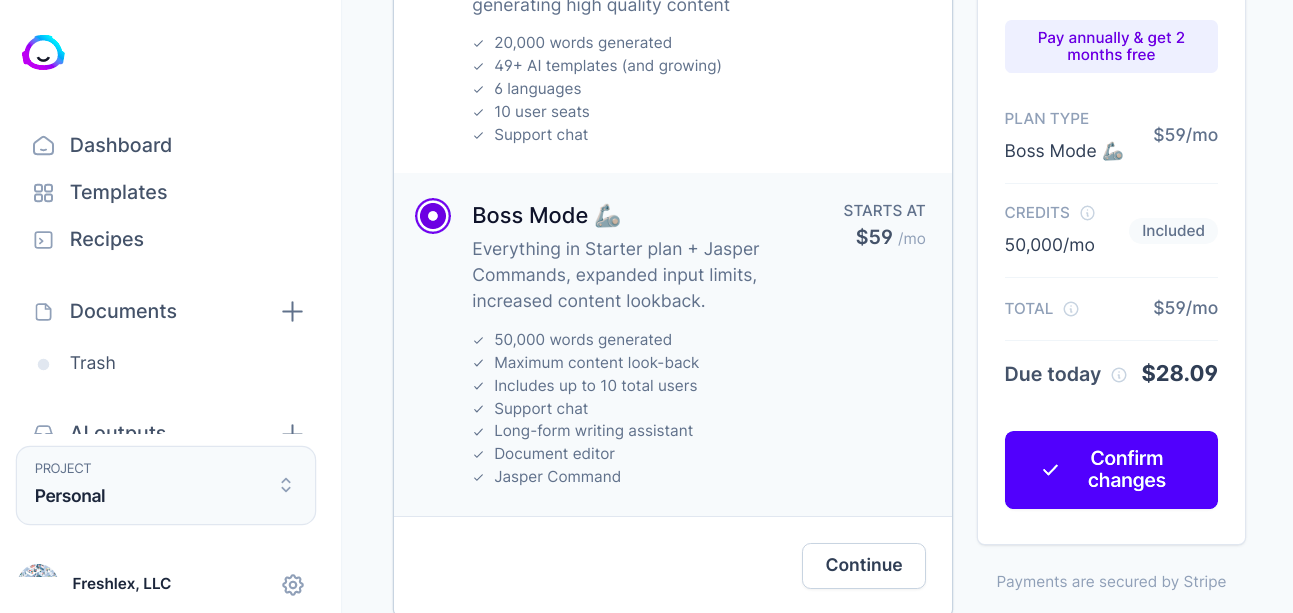 Dashboard
Templates
Recipes
Documents
Trash
AI outputs
PROJECT
Personal
Freshlex, LLC
generating high quality content
20,000 words generated
49+ AI templates (and growing)
6 languages
10 user seats
Support chat
Boss Mode 🦾
STARTS AT
$59 /mo
Everything in Starter plan + Jasper
Commands, expanded input limits,
increased content lookback.
50,000 words generated
Maximum content look-back
Includes up to 10 total users
Support chat
Long-form writing assistant
Document editor
Jasper Command
Continue
Pay annually & get 2
months free
PLAN TYPE
Boss Mode 🦾
$59/mo
CREDITS
50,000/mo
Included
TOTAL
$59/mo
Due today
$28.09
Confirm
changes
Payments are secured by Stripe